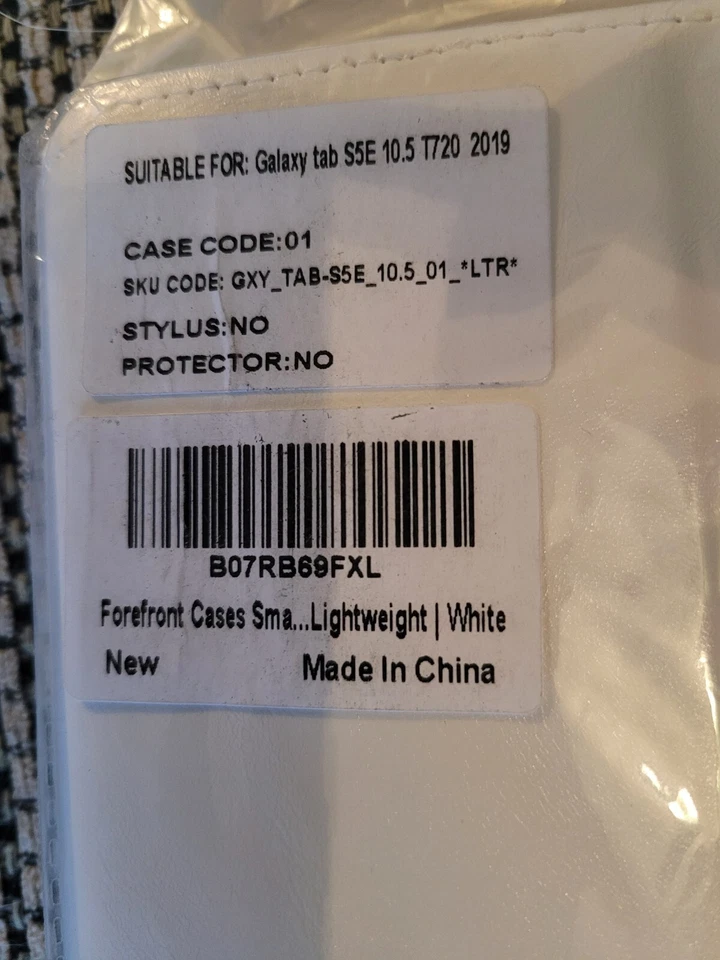 SUITABLE FOR: Galaxy tab S5E 10.5 T720 2019
CASE CODE:01
SKU CODE: GXY_TAB-S5E_10.5_01_*LTR*
STYLUS:NO
PROTECTOR:NO
B07RB69FXL
Forefront Cases Sma...Lightweight | White
New Made In China